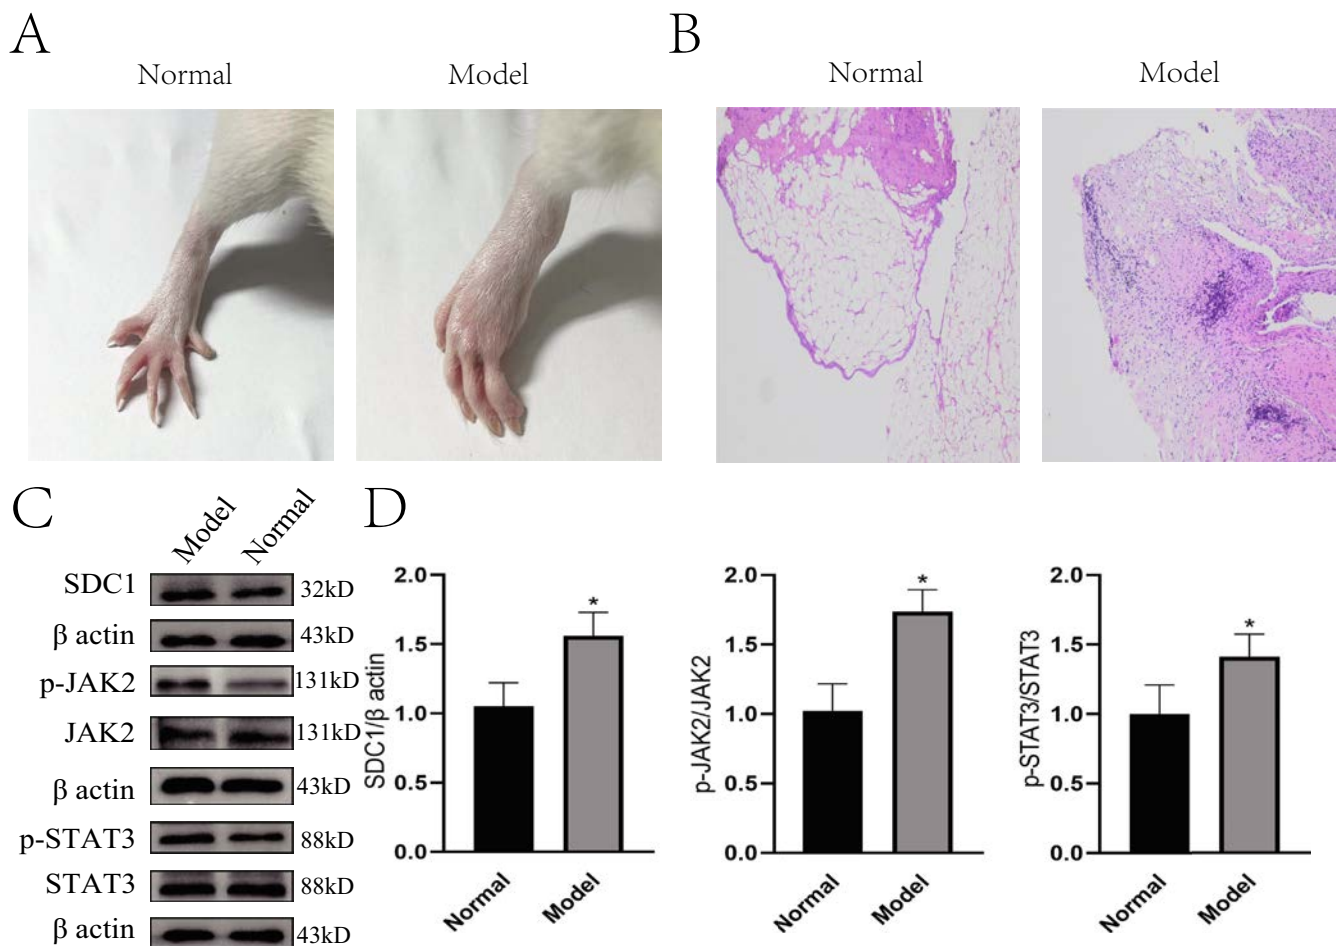 A
Normal
Model
B
Normal
Model
C
Model
Normal
SDC1
32kD
β actin
43kD
p-JAK2
131kD
JAK2
131kD
β actin
43kD
p-STAT3
88kD
STAT3
88kD
β actin
43kD
D
SDC1/β actin
2.0
1.5
1.0
0.5
0.0
*
Normal
Model
p-JAK2/JAK2
2.0
1.5
1.0
0.5
0.0
*
Normal
Model
p-STAT3/STAT3
2.0
1.5
1.0
0.5
0.0
*
Normal
Model